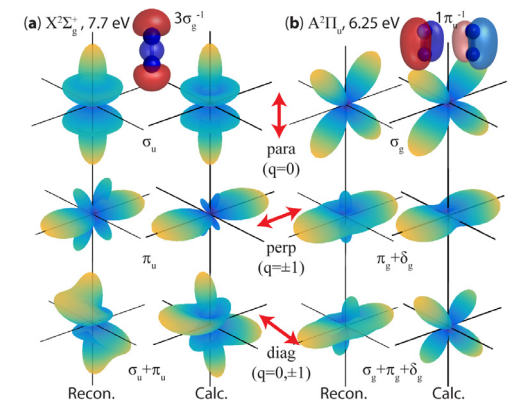 (a) X²Σg⁺, 7.7 eV 3σg⁻¹
(b) A²Πu, 6.25 eV 1πu⁻¹
σu
para
(q=0)
σg
πu
perp
(q=±1)
πg+δg
σu+πu
diag
(q=0,±1)
σg+πg+δg
Recon. Calc. Recon. Calc.